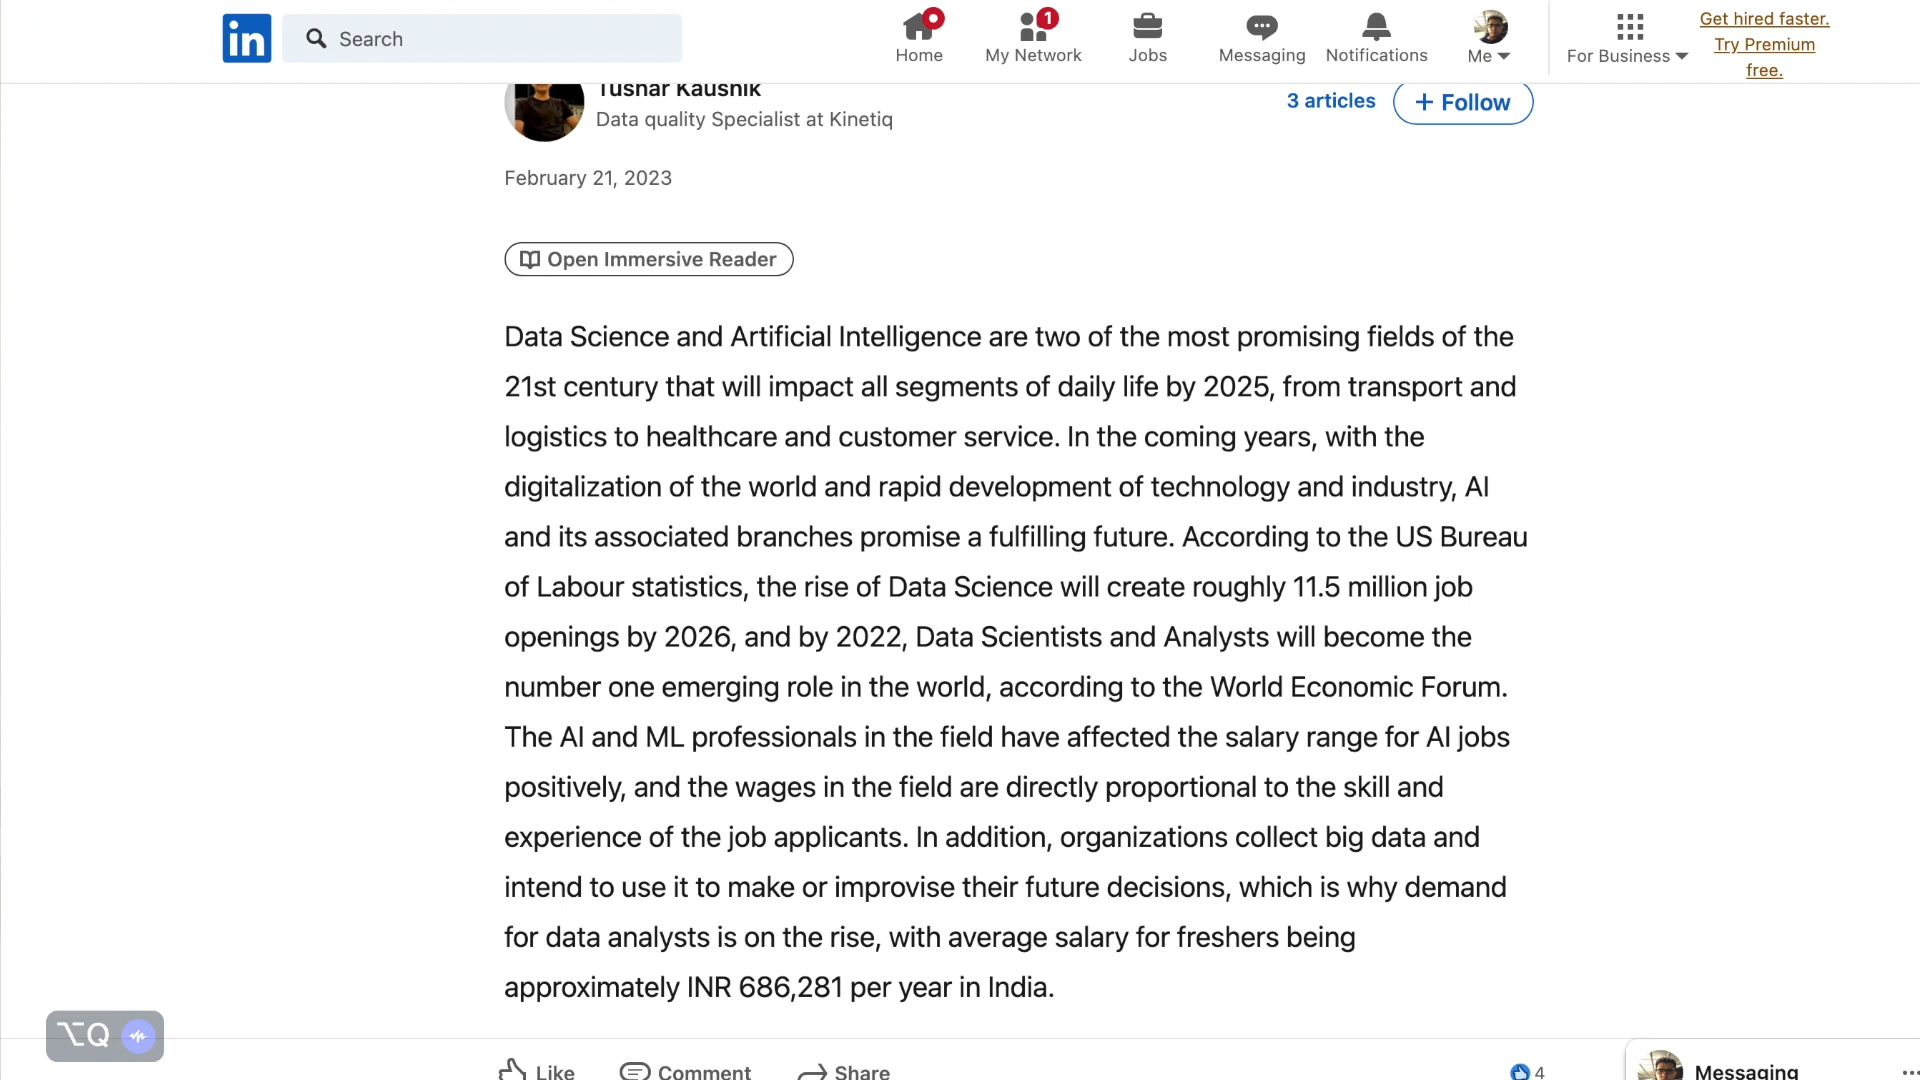 in
Search
Home
My Network
1
Jobs
Messaging
Notifications
Me
For Business
Get hired faster.
Try Premium
free.
Tushar Kaushik
Data quality Specialist at Kinetiq
3 articles
+ Follow
February 21, 2023
Open Immersive Reader
Data Science and Artificial Intelligence are two of the most promising fields of the
21st century that will impact all segments of daily life by 2025, from transport and
logistics to healthcare and customer service. In the coming years, with the
digitalization of the world and rapid development of technology and industry, AI
and its associated branches promise a fulfilling future. According to the US Bureau
of Labour statistics, the rise of Data Science will create roughly 11.5 million job
openings by 2026, and by 2022, Data Scientists and Analysts will become the
number one emerging role in the world, according to the World Economic Forum.
The AI and ML professionals in the field have affected the salary range for AI jobs
positively, and the wages in the field are directly proportional to the skill and
experience of the job applicants. In addition, organizations collect big data and
intend to use it to make or improvise their future decisions, which is why demand
for data analysts is on the rise, with average salary for freshers being
approximately INR 686,281 per year in India.
⌥Q
Like
Comment
Share
4
Messaging